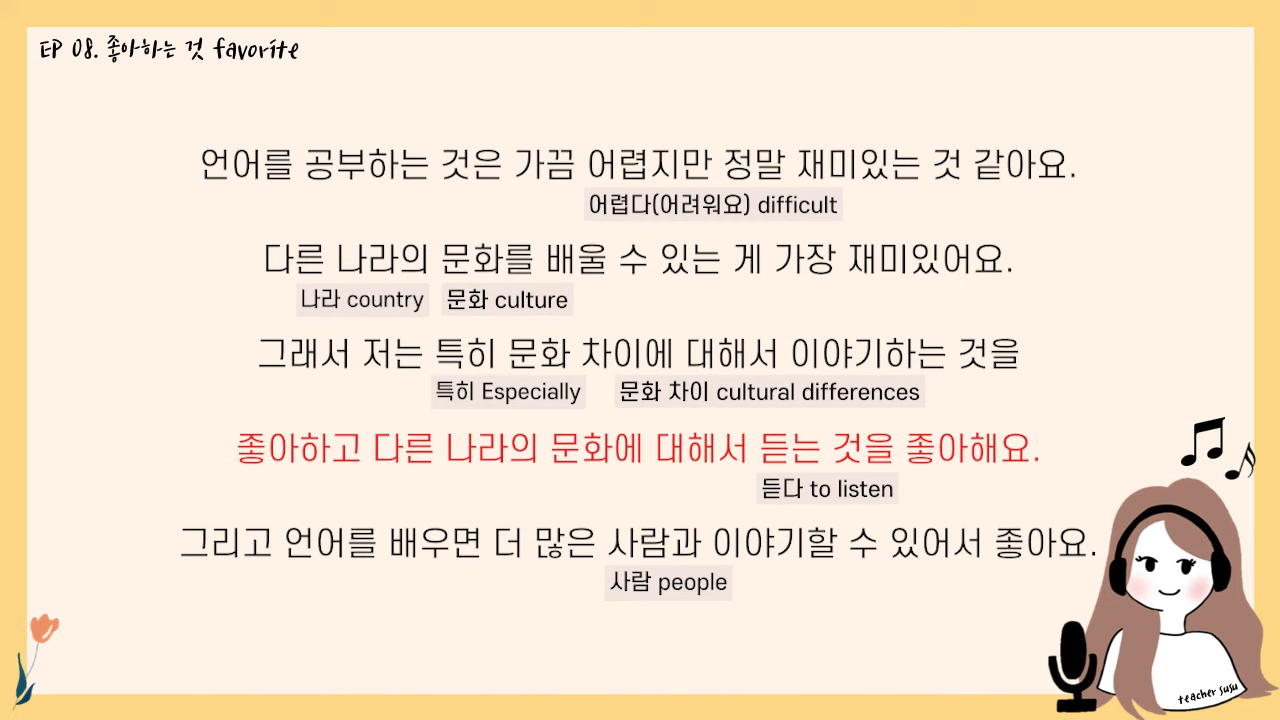 EP 08. 좋아하는 것 favorite
언어를 공부하는 것은 가끔 어렵지만 정말 재미있는 것 같아요.
어렵다(어려워요) difficult
다른 나라의 문화를 배울 수 있는 게 가장 재미있어요.
나라 country 문화 culture
그래서 저는 특히 문화 차이에 대해서 이야기하는 것을
특히 Especially 문화 차이 cultural differences
좋아하고 다른 나라의 문화에 대해서 듣는 것을 좋아해요.
듣다 to listen
그리고 언어를 배우면 더 많은 사람과 이야기할 수 있어서 좋아요.
사람 people
teacher susu